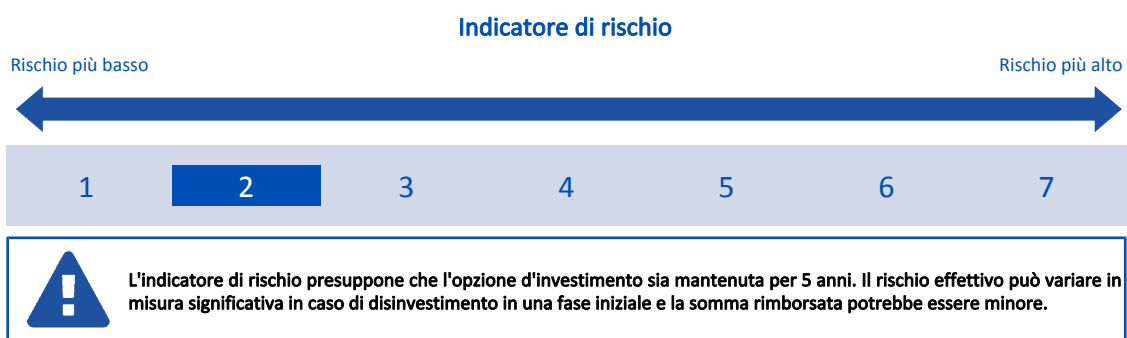 Indicatore di rischio
Rischio più basso
Rischio più alto
1 2 3 4 5 6 7
L'indicatore di rischio presuppone che l'opzione d'investimento sia mantenuta per 5 anni. Il rischio effettivo può variare in
misura significativa in caso di disinvestimento in una fase iniziale e la somma rimborsata potrebbe essere minore.